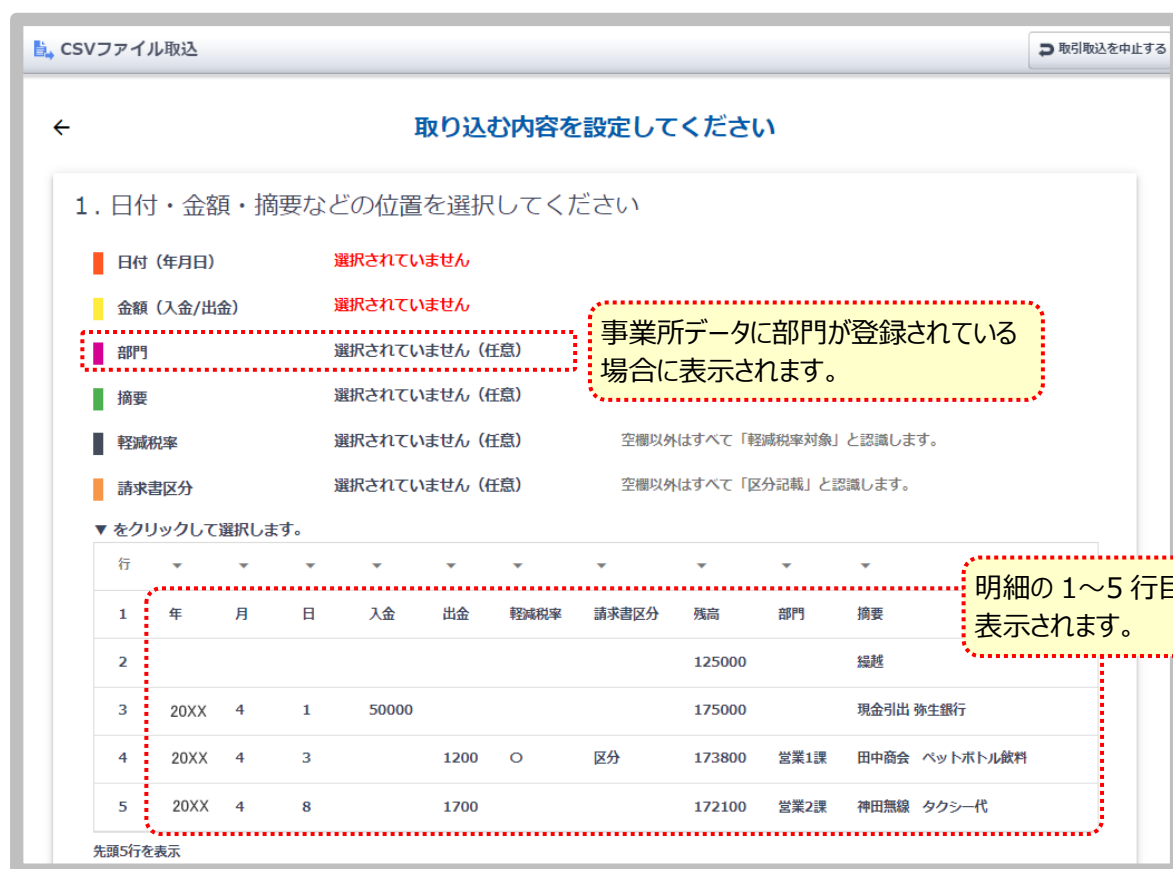 CSVファイル取込
取引取込を中止する
取り込む内容を設定してください
1. 日付・金額・摘要などの位置を選択してください
日付（年月日） 選択されていません
金額（入金/出金） 選択されていません
事業所データに部門が登録されている
場合に表示されます。
部門 選択されていません（任意）
摘要 選択されていません（任意）
軽減税率 選択されていません（任意） 空欄以外はすべて「軽減税率対象」と認識します。
請求書区分 選択されていません（任意） 空欄以外はすべて「区分記載」と認識します。
▼ をクリックして選択します。
行
明細の 1～5 行目
表示されます。
1 年 月 日 入金 出金 軽減税率 請求書区分 残高 部門 摘要
2 125000 繰越
3 20XX 4 1 50000 175000 現金引出 弥生銀行
4 20XX 4 3 1200 〇 区分 173800 営業1課 田中商会　ペットボトル飲料
5 20XX 4 8 1700 172100 営業2課 神田無線　タクシー代
先頭5行を表示